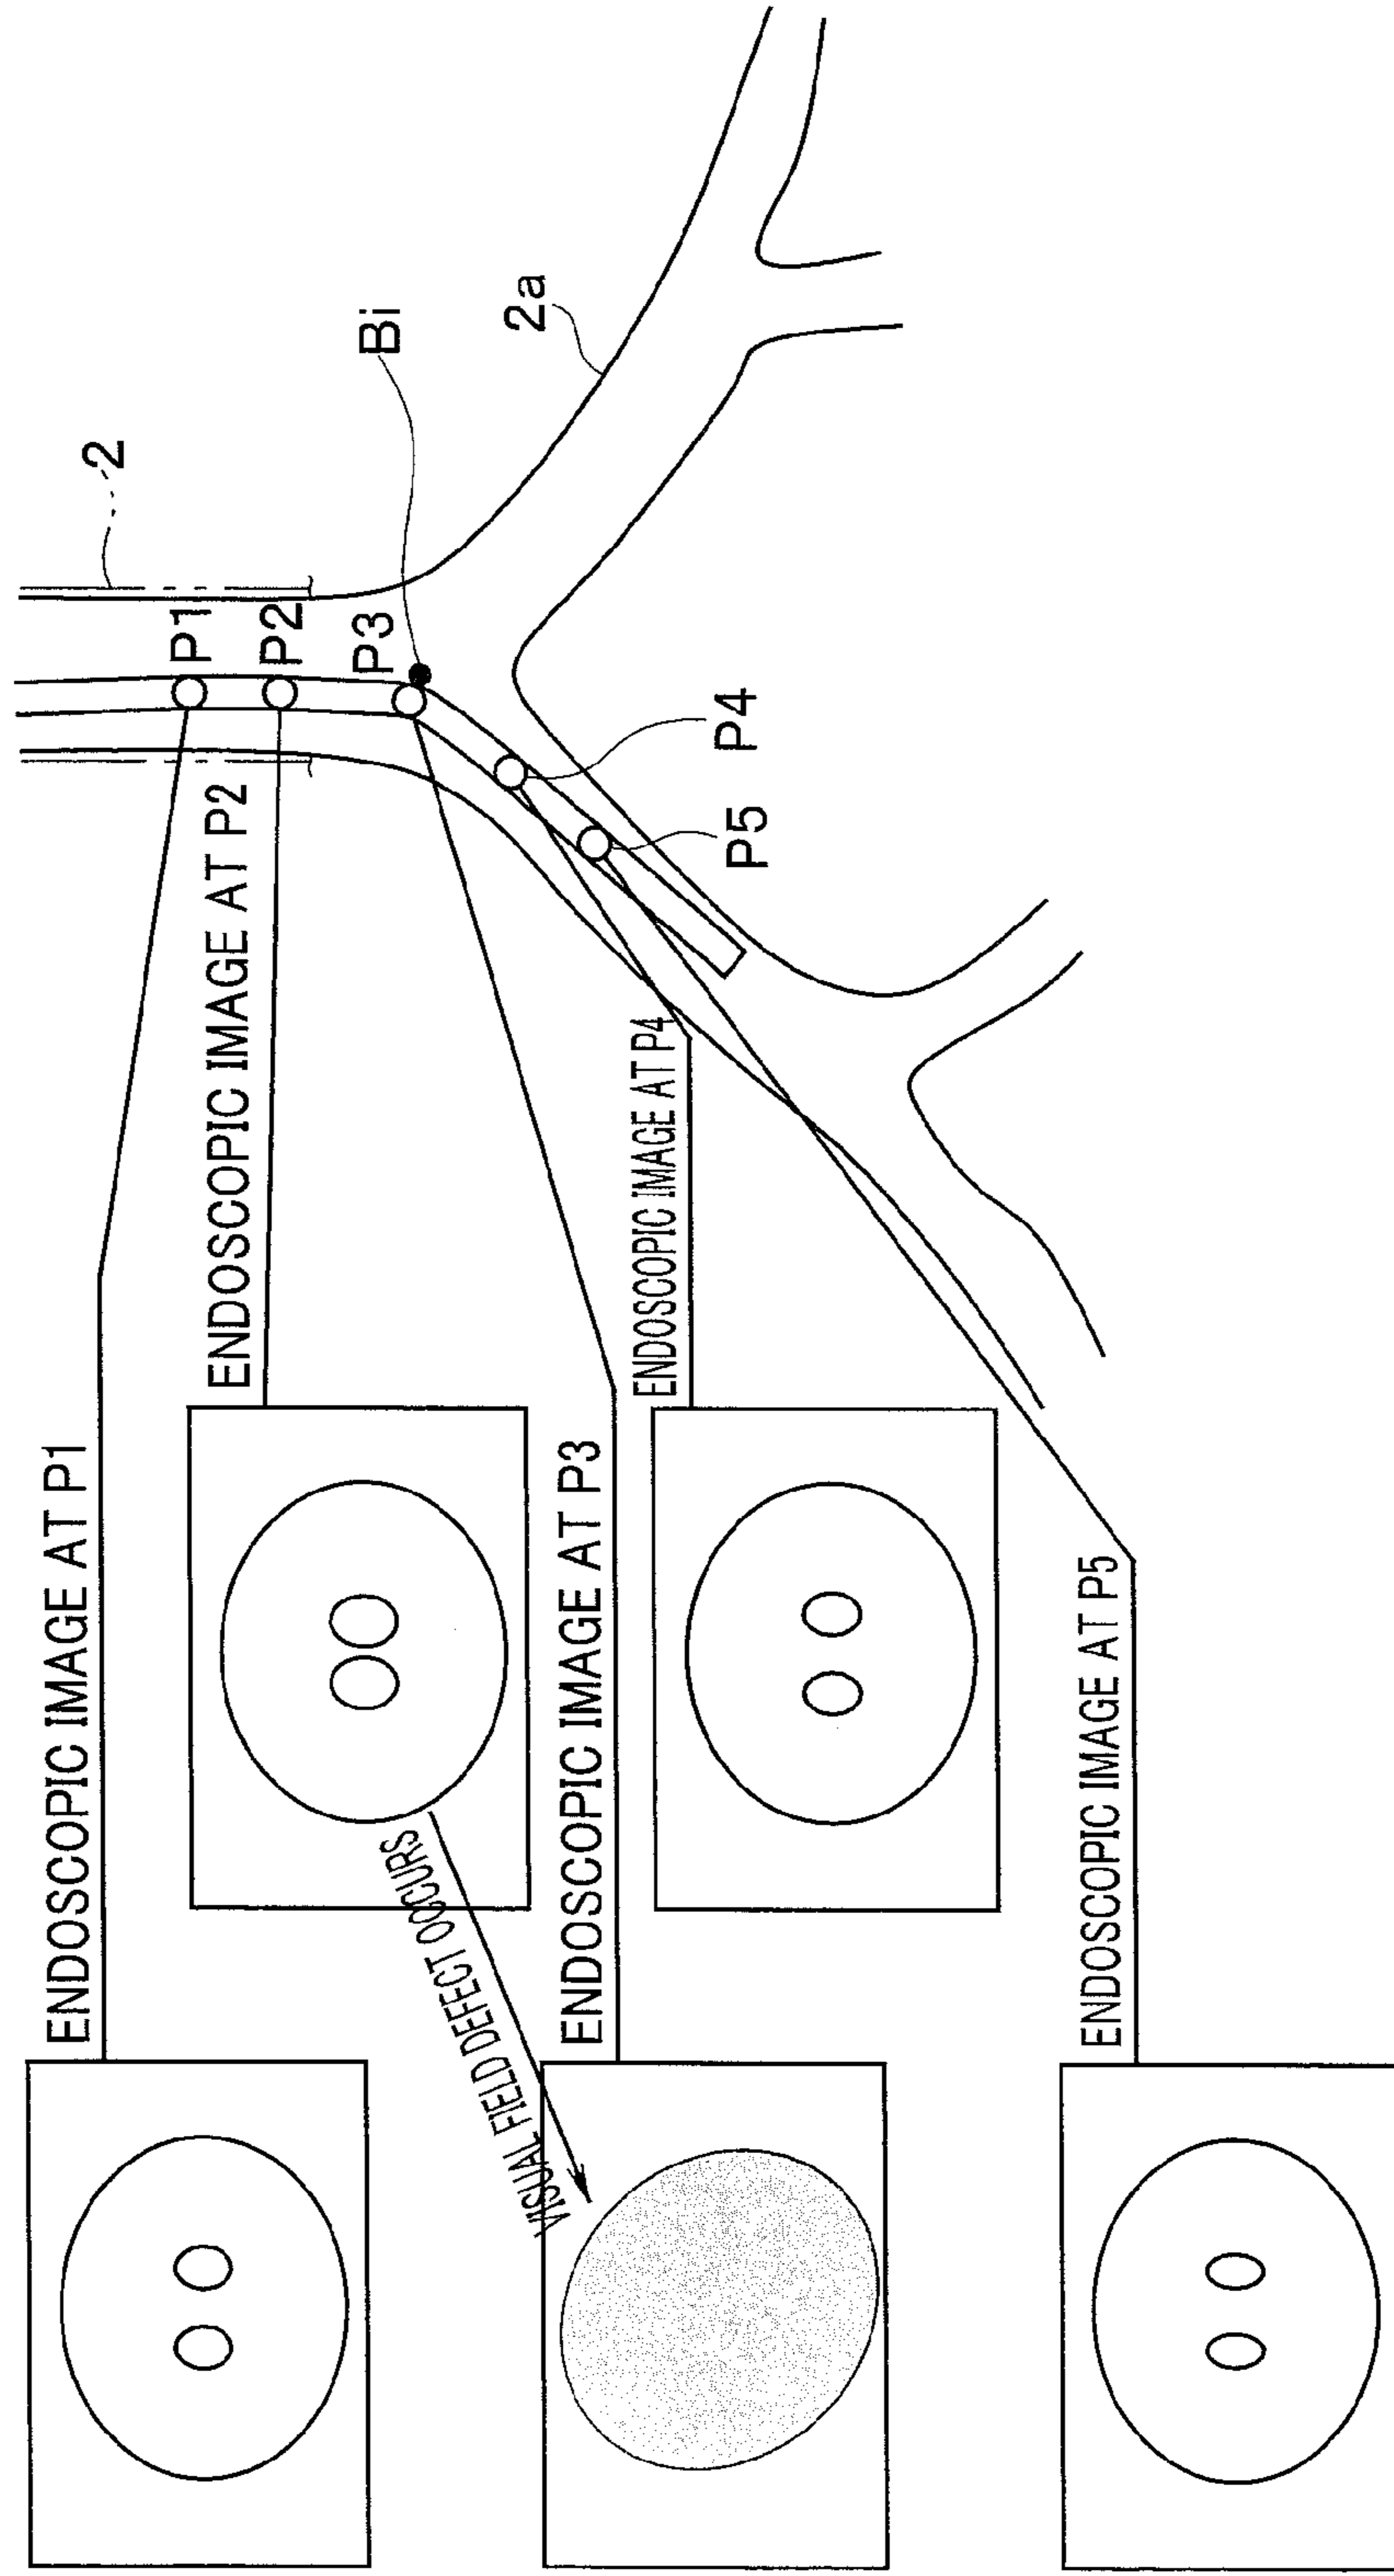 ENDOSCOPIC IMAGE AT P1
ENDOSCOPIC IMAGE AT P2
VISUAL FIELD DEFECT OCCURS
ENDOSCOPIC IMAGE AT P3
ENDOSCOPIC IMAGE AT P4
ENDOSCOPIC IMAGE AT P5
2
P1
P2
P3
Bi
2a
P4
P5